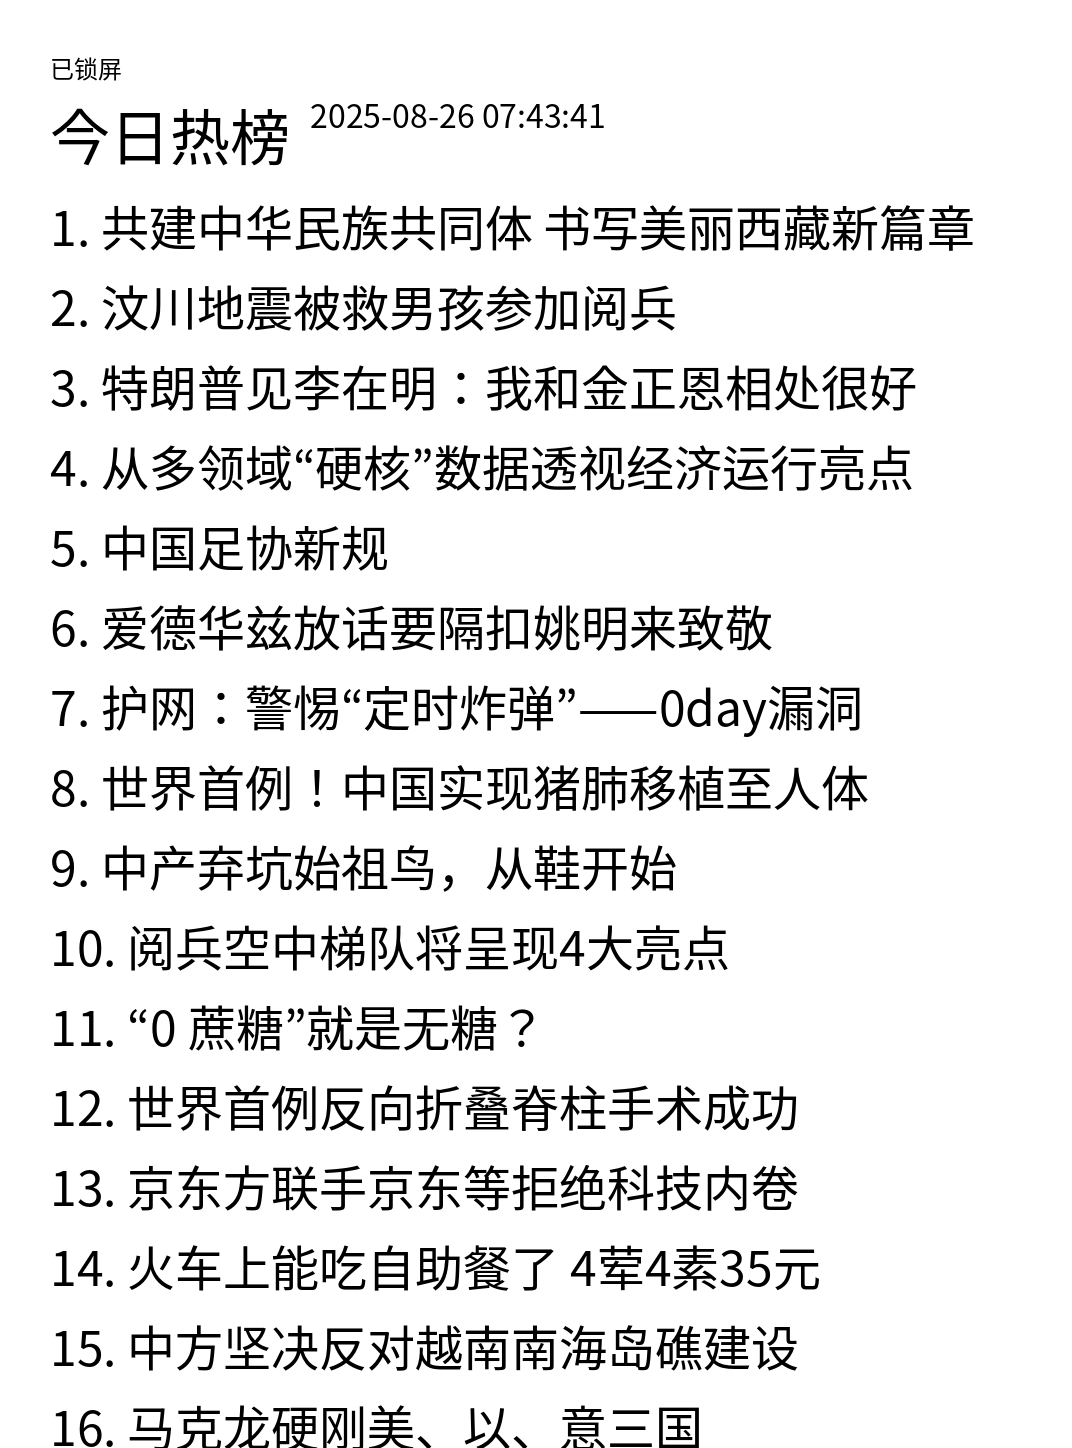 已锁屏
今日热榜 2025-08-26 07:43:41
1. 共建中华民族共同体 书写美丽西藏新篇章
2. 汶川地震被救男孩参加阅兵
3. 特朗普见李在明：我和金正恩相处很好
4. 从多领域“硬核”数据透视经济运行亮点
5. 中国足协新规
6. 爱德华兹放话要隔扣姚明来致敬
7. 护网：警惕“定时炸弹”——0day漏洞
8. 世界首例！中国实现猪肺移植至人体
9. 中产弃坑始祖鸟，从鞋开始
10. 阅兵空中梯队将呈现4大亮点
11. “0 蔗糖”就是无糖？
12. 世界首例反向折叠脊柱手术成功
13. 京东方联手京东等拒绝科技内卷
14. 火车上能吃自助餐了 4荤4素35元
15. 中方坚决反对越南南海岛礁建设
16. 马克龙硬刚美、以、意三国